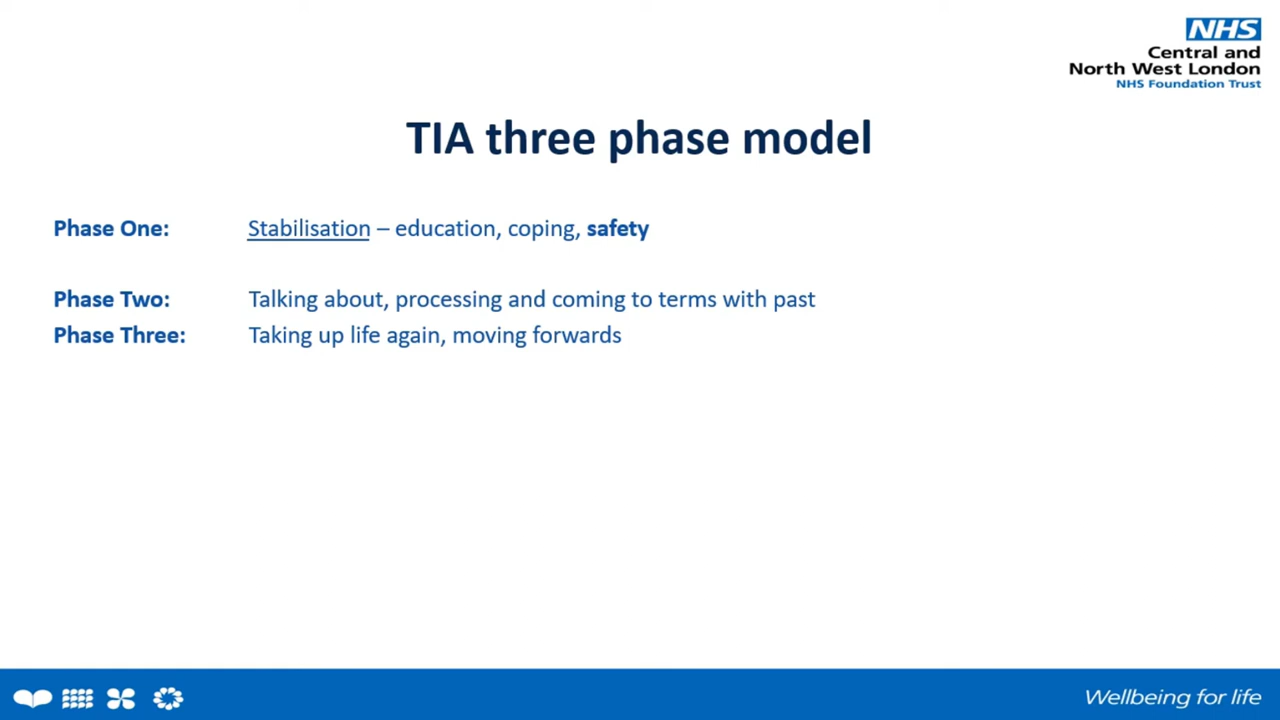 NHS
Central and
North West London
NHS Foundation Trust
TIA three phase model
Phase One: Stabilisation – education, coping, safety
Phase Two: Talking about, processing and coming to terms with past
Phase Three: Taking up life again, moving forwards
Wellbeing for life